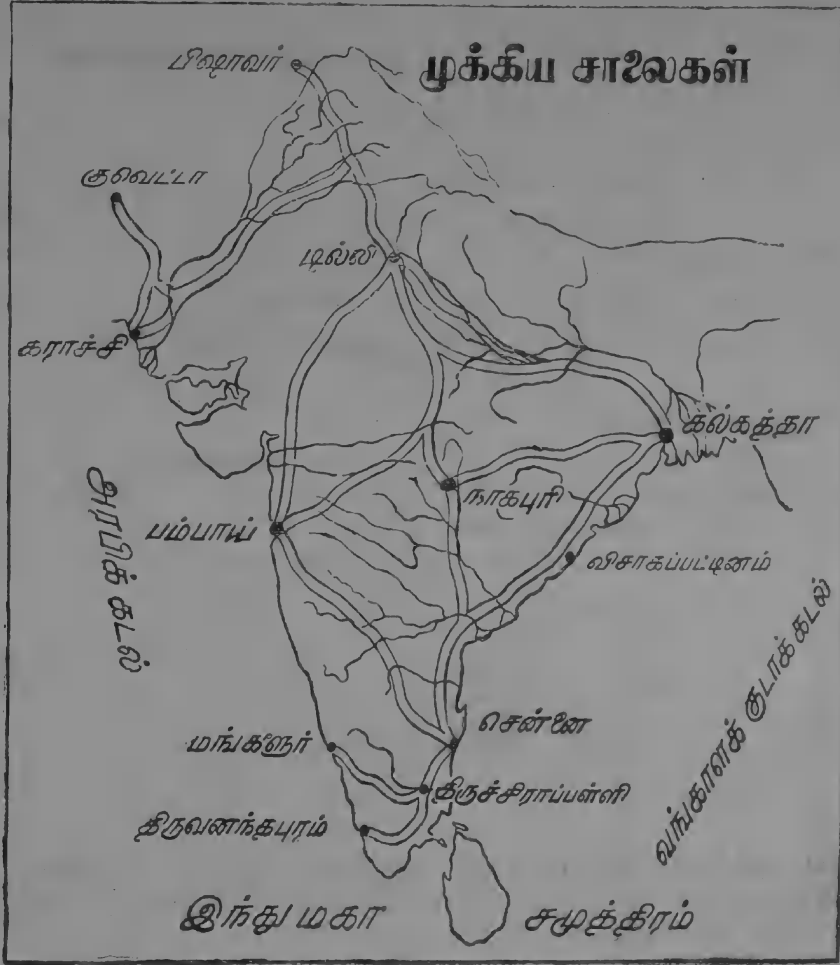 முக்கிய சாலைகள்
பிஷாவர்
குவெட்டா
டில்லி
கராச்சி
கல்கத்தா
நாகபுரி
பம்பாய்
விசாகப்பட்டினம்
அரபிக் கடல்
வங்காளக் குடாக்கடல்
சென்னை
மங்களூர்
திருச்சிராப்பள்ளி
திருவனந்தபுரம்
இந்து மகா சமுத்திரம்